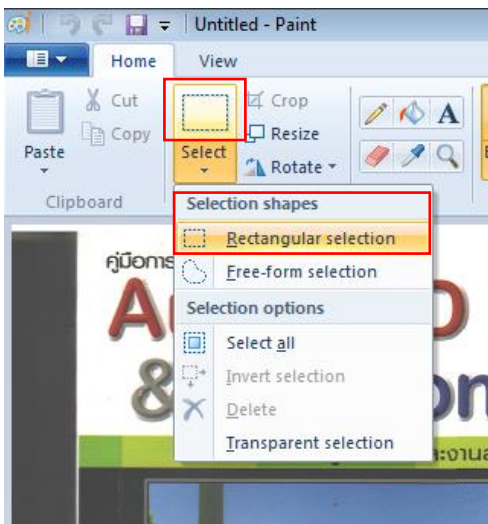 Untitled - Paint
Home View
Cut
Copy
Paste
Clipboard
Select
Crop
Resize
Rotate
A
Selection shapes
Rectangular selection
Free-form selection
Selection options
Select all
Invert selection
Delete
Transparent selection
คู่มือการ
A
D
&
on